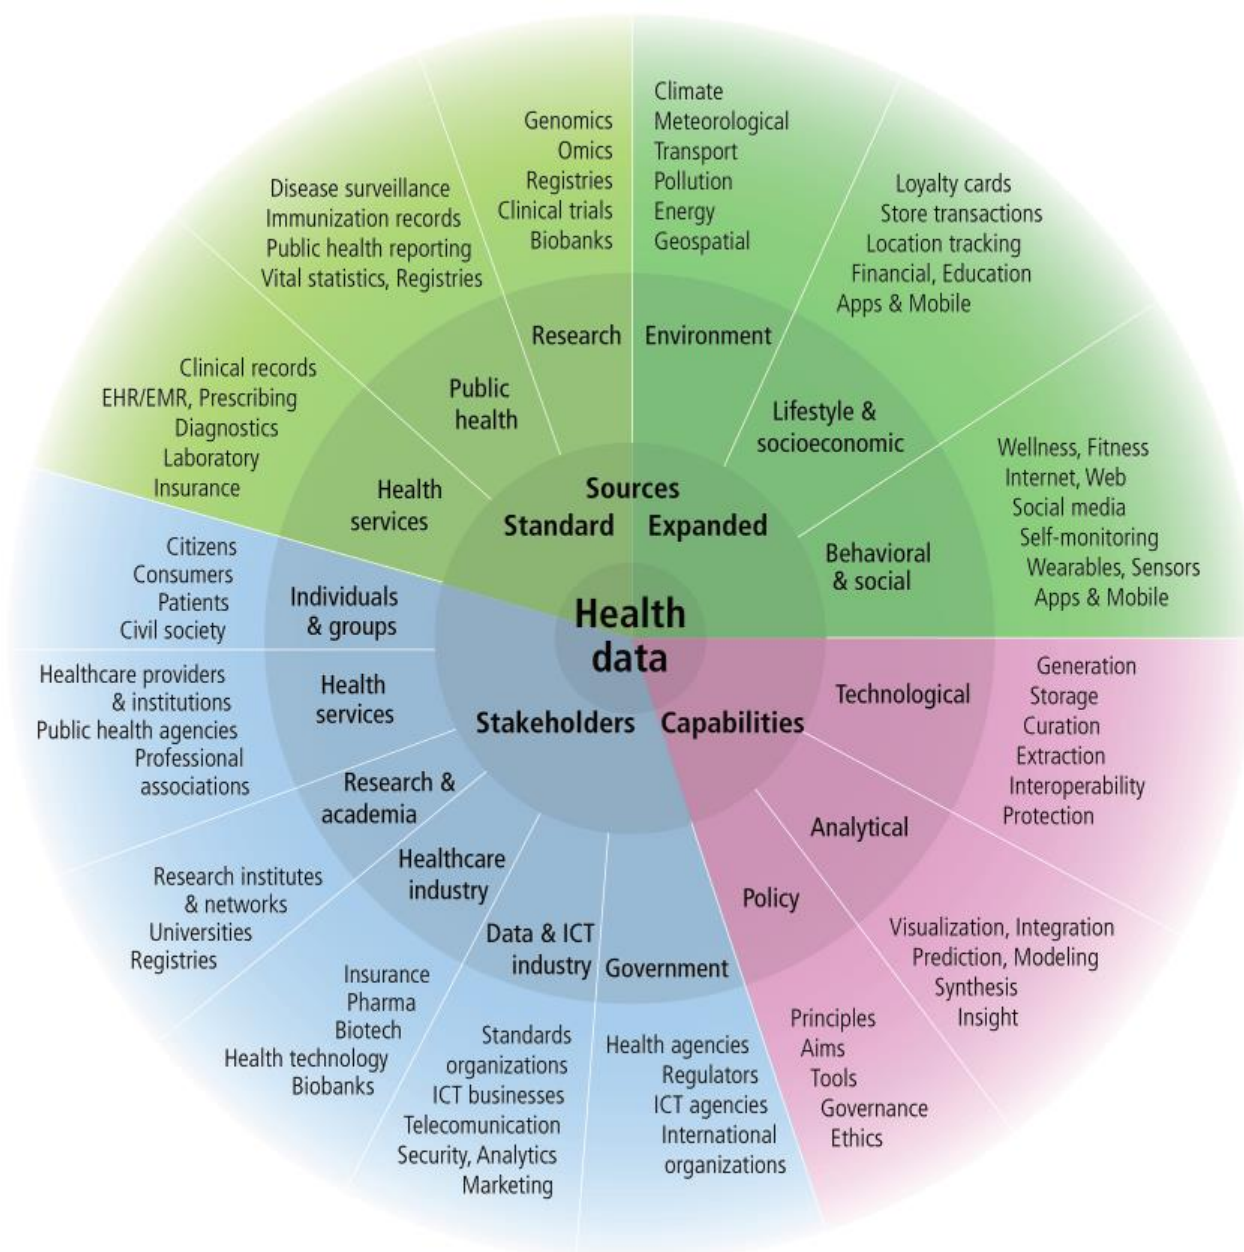 Health
data
Sources
Standard
Expanded
Stakeholders
Capabilities
Research
Genomics
Omics
Registries
Clinical trials
Biobanks
Environment
Climate
Meteorological
Transport
Pollution
Energy
Geospatial
Lifestyle &
socioeconomic
Loyalty cards
Store transactions
Location tracking
Financial, Education
Apps & Mobile
Behavioral
& social
Wellness, Fitness
Internet, Web
Social media
Self-monitoring
Wearables, Sensors
Apps & Mobile
Technological
Generation
Storage
Curation
Extraction
Interoperability
Protection
Analytical
Visualization, Integration
Prediction, Modeling
Synthesis
Insight
Policy
Principles
Aims
Tools
Governance
Ethics
Government
Health agencies
Regulators
ICT agencies
International
organizations
Data & ICT
industry
Standards
organizations
ICT businesses
Telecomunication
Security, Analytics
Marketing
Healthcare
industry
Insurance
Pharma
Biotech
Health technology
Biobanks
Research &
academia
Research institutes
& networks
Universities
Registries
Health
services
Healthcare providers
& institutions
Public health agencies
Professional
associations
Individuals
& groups
Citizens
Consumers
Patients
Civil society
Health
services
Clinical records
EHR/EMR, Prescribing
Diagnostics
Laboratory
Insurance
Public
health
Disease surveillance
Immunization records
Public health reporting
Vital statistics, Registries